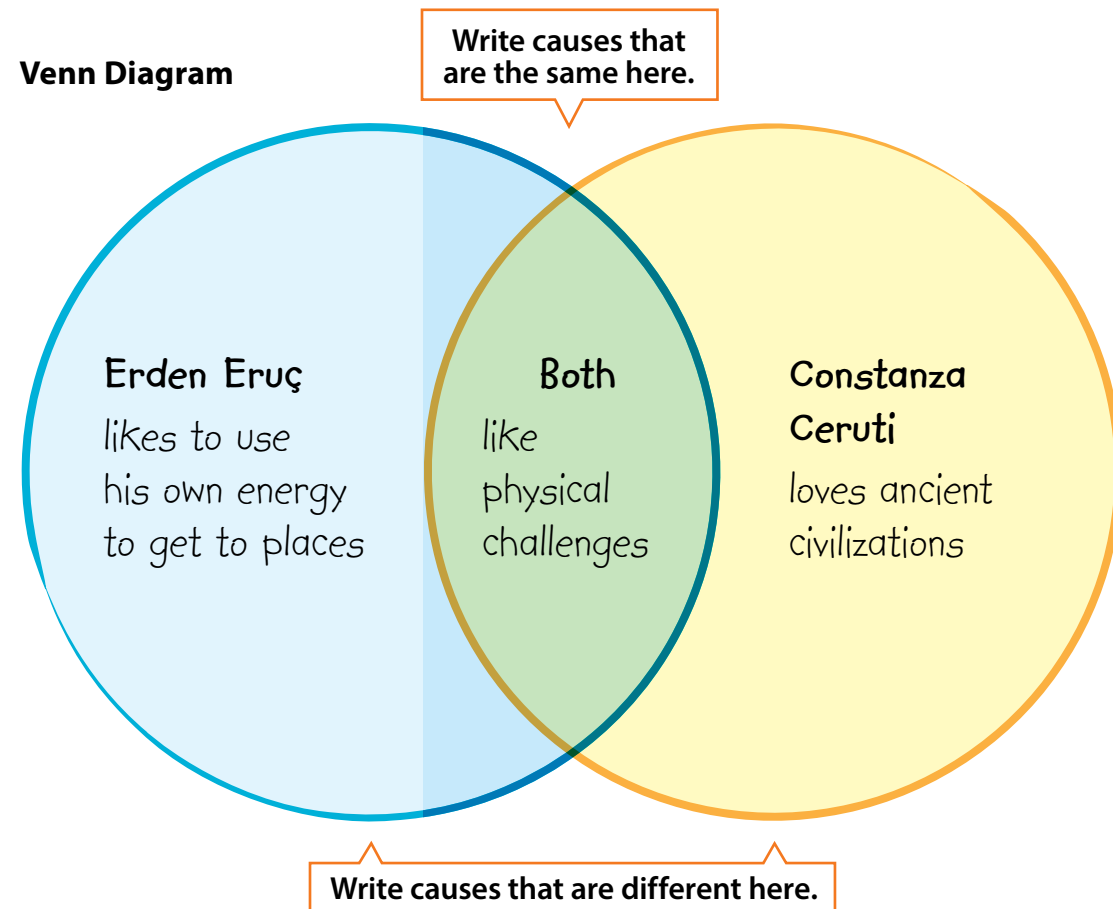 Venn Diagram
Write causes that
are the same here.
Erden Eruç
likes to use
his own energy
to get to places
Both
like
physical
challenges
Constanza
Ceruti
loves ancient
civilizations
Write causes that are different here.